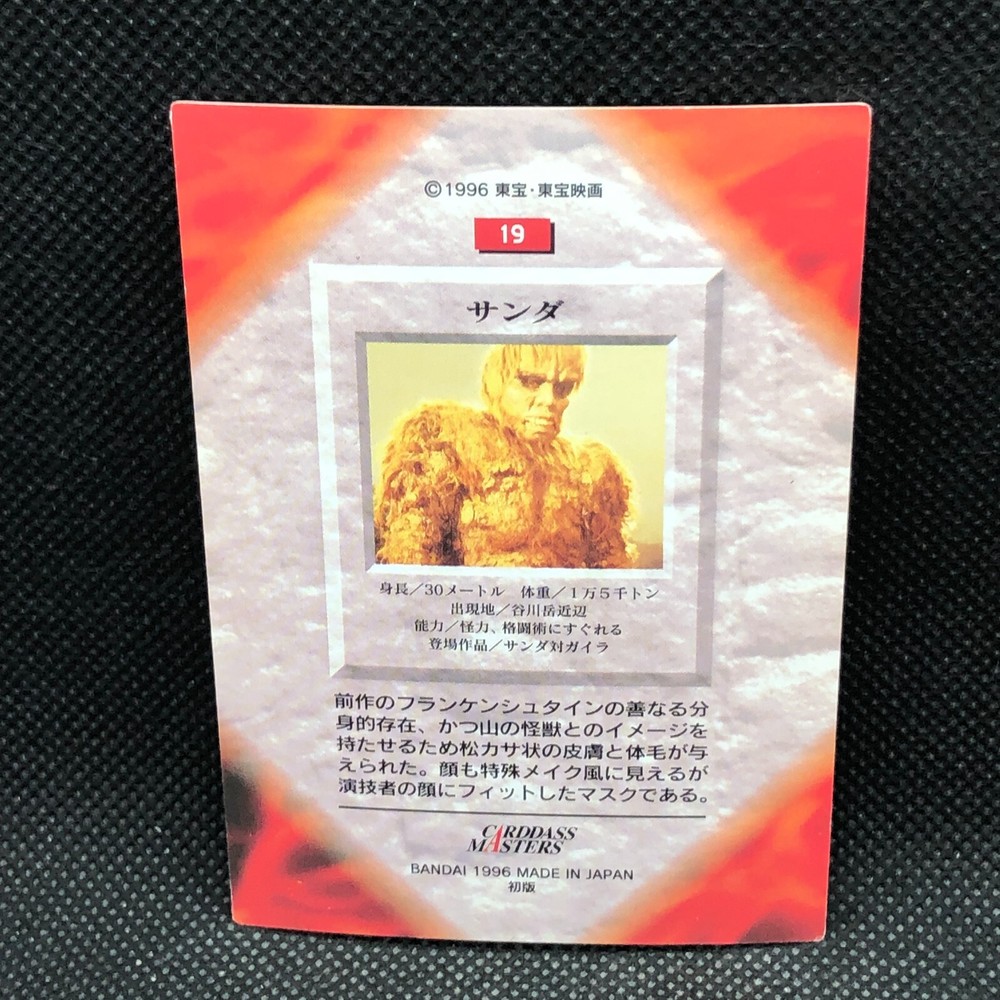 ©1996 東宝・東宝映画
19
サンダ
身長／30メートル　体重／1万5千トン
出現地／谷川岳近辺
能力／怪力、格闘術にすぐれる
登場作品／サンダ対ガイラ
前作のフランケンシュタインの善なる分
身的存在、かつ山の怪獣とのイメージを
持たせるため松カサ状の皮膚と体毛が与
えられた。顔も特殊メイク風に見えるが
演技者の顔にフィットしたマスクである。
CARDDASS
MASTERS
BANDAI 1996 MADE IN JAPAN
初版